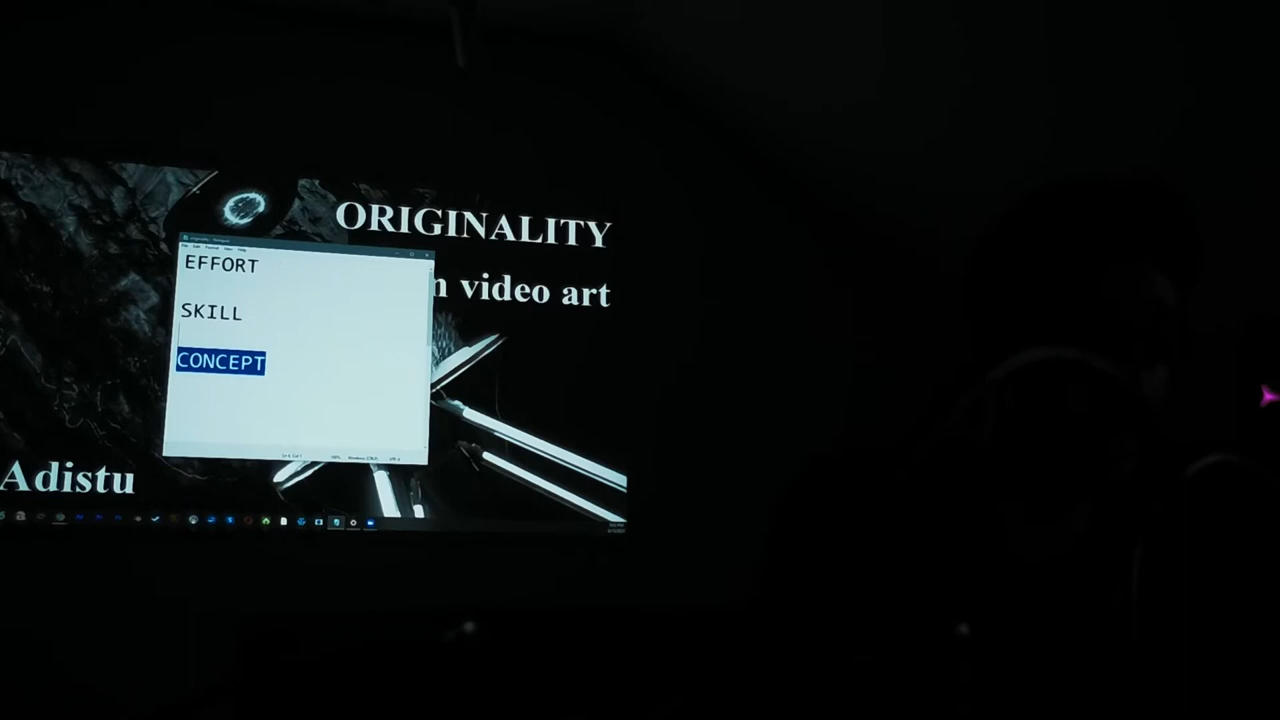 ORIGINALITY
video art
EFFORT
SKILL
CONCEPT
Adistu